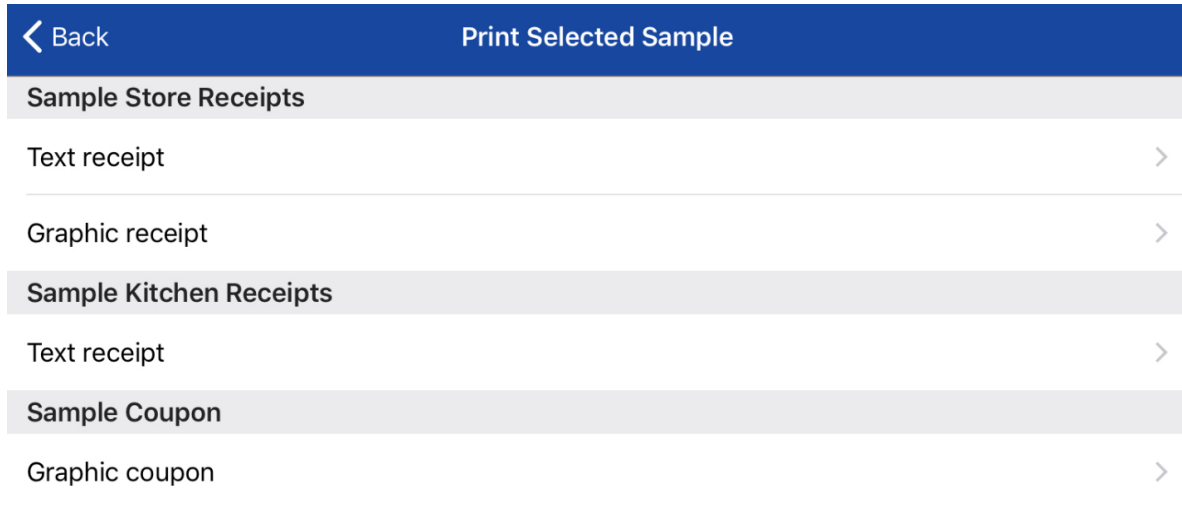 Back
Print Selected Sample
Sample Store Receipts
Text receipt
Graphic receipt
Sample Kitchen Receipts
Text receipt
Sample Coupon
Graphic coupon